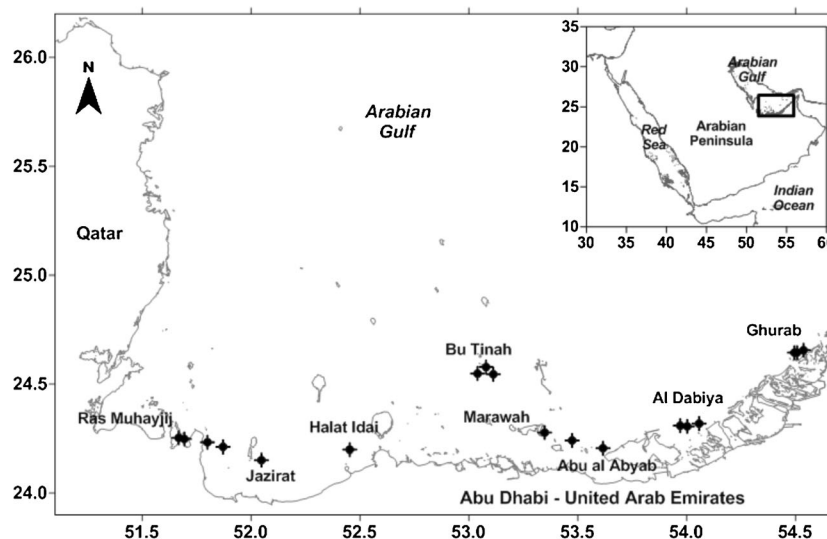 26.0
25.5
25.0
24.5
24.0
51.5
52.0
52.5
53.0
53.5
54.0
54.5
N
Arabian
Gulf
Qatar
Ras Muhayjij
Jazirat
Halat Idai
Bu Tinah
Marawah
Abu al Abyab
Al Dabiya
Ghurab
Abu Dhabi - United Arab Emirates
35
30
25
20
15
10
30
35
40
45
50
55
60
Arabian
Gulf
Red
Sea
Arabian
Peninsula
Indian
Ocean